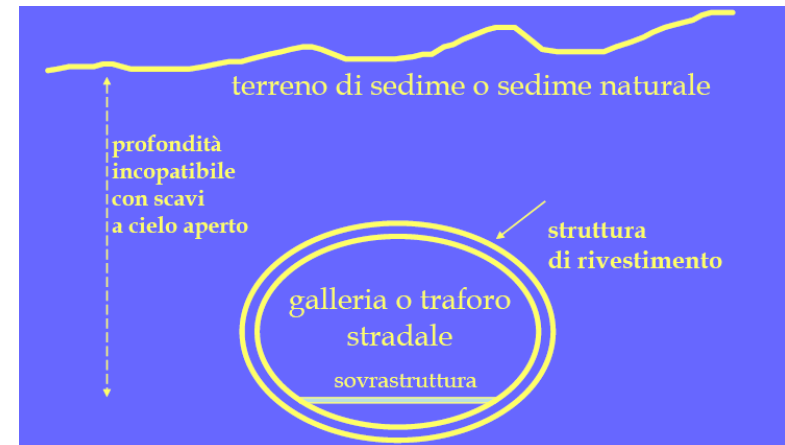 terreno di sedime o sedime naturale
profondità
incopatibile
con scavi
a cielo aperto
struttura
di rivestimento
galleria o traforo
stradale
sovrastruttura